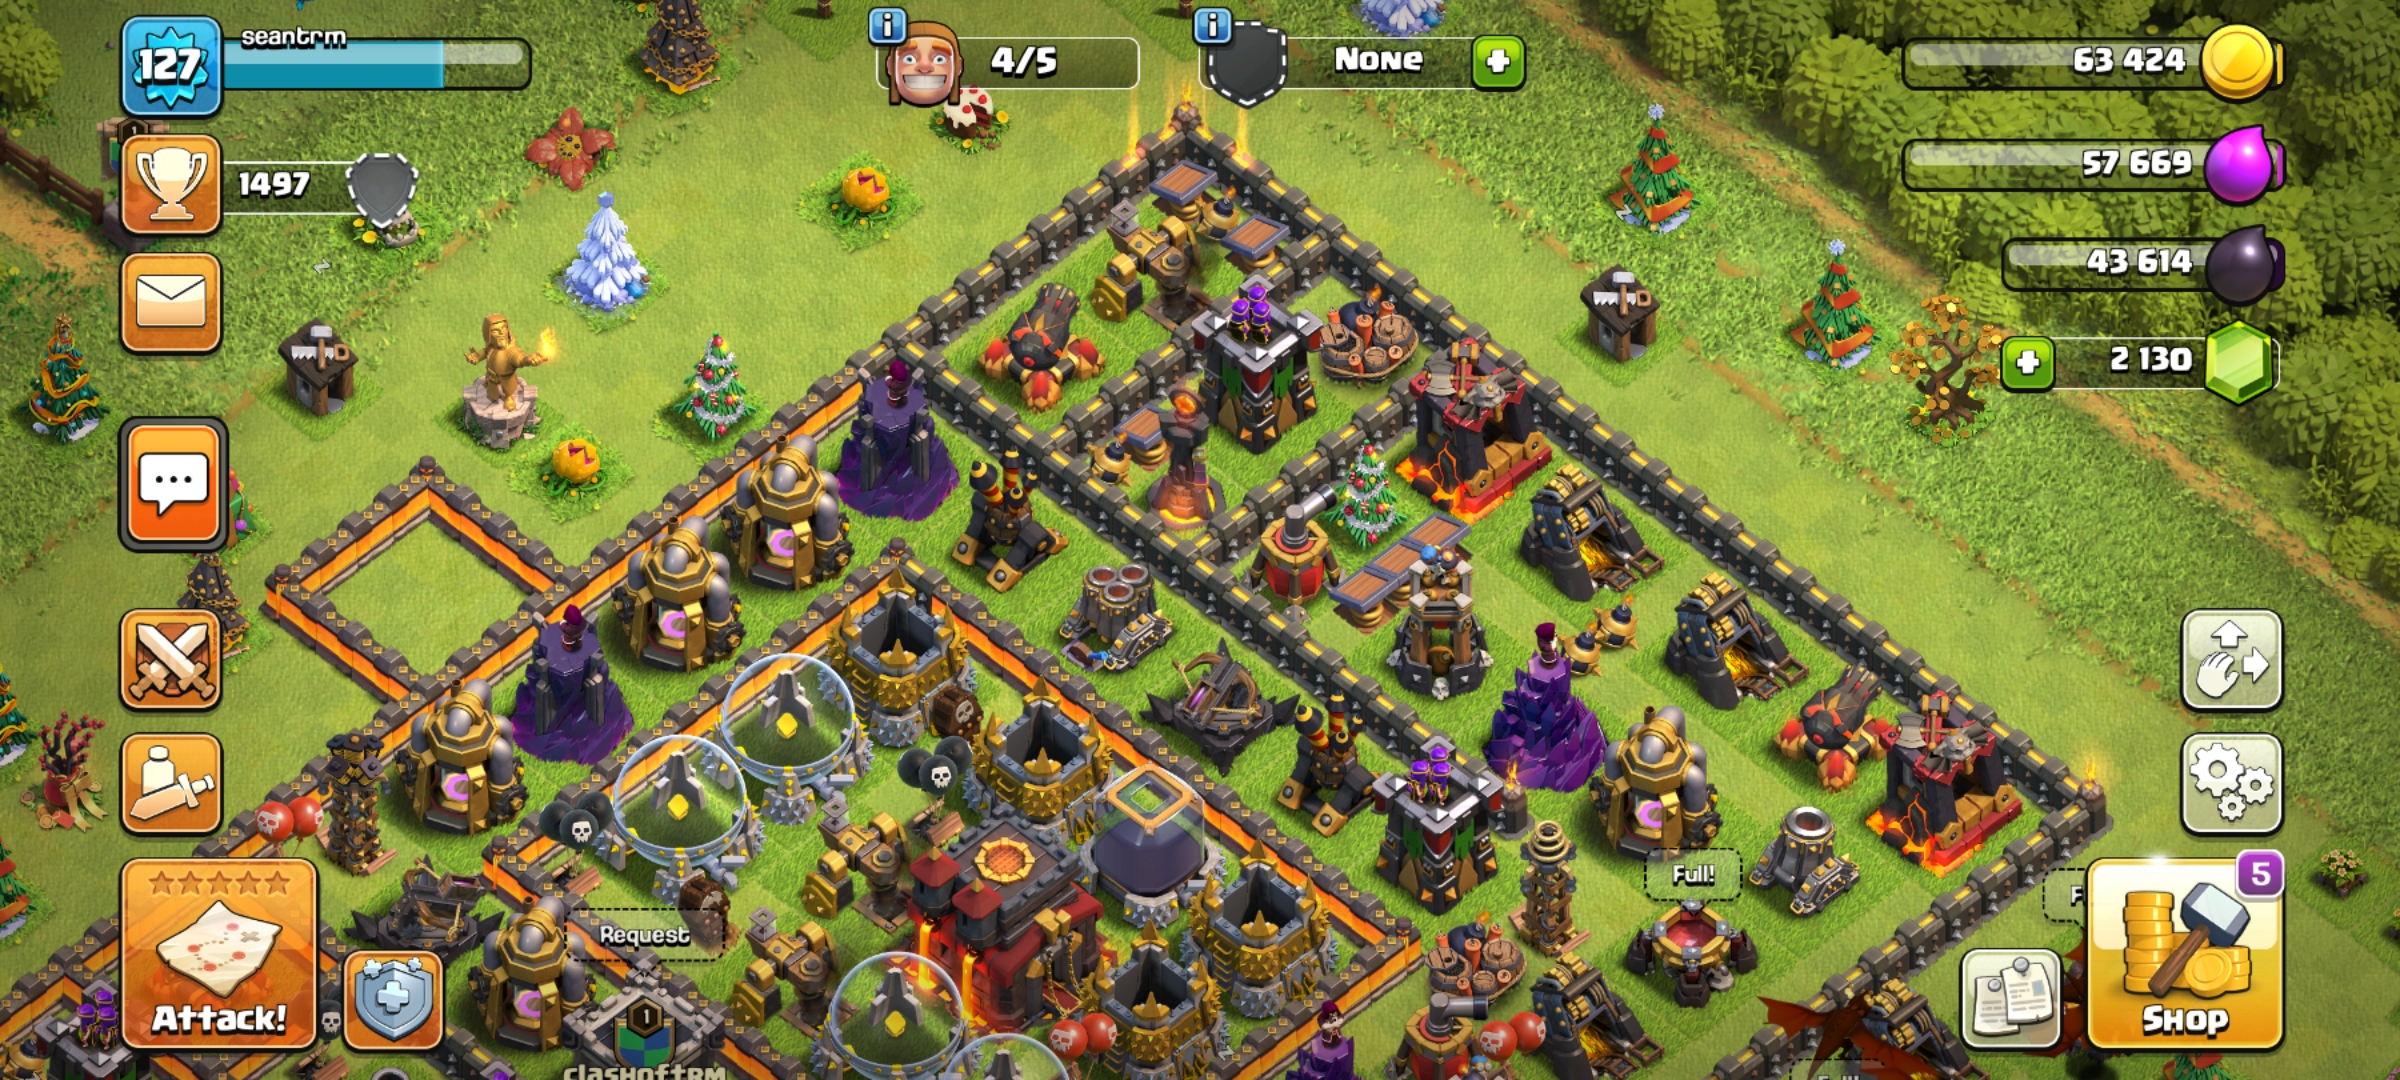 127
seantrm
4/5
None
63 424
1497
57 669
43 614
2 130
Full!
5
Request
Attack!
Shop
1
clashoftRM